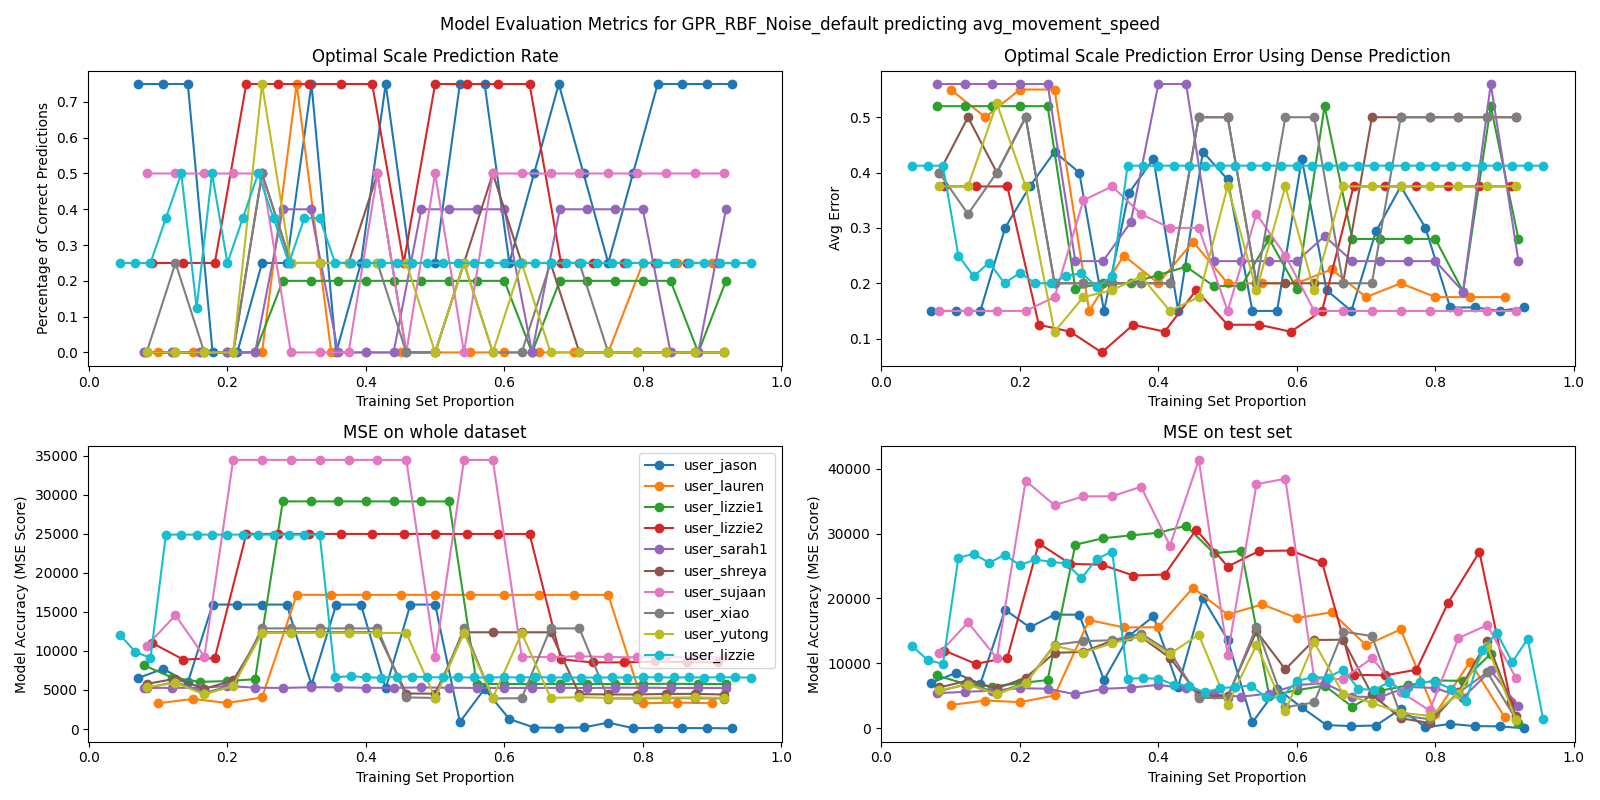 Model Evaluation Metrics for GPR_RBF_Noise_default predicting avg_movement_speed
Optimal Scale Prediction Rate
Percentage of Correct Predictions
0.7
0.6
0.5
0.4
0.3
0.2
0.1
0.0
0.0 0.2 0.4 0.6 0.8 1.0
Training Set Proportion
Optimal Scale Prediction Error Using Dense Prediction
Avg Error
0.5
0.4
0.3
0.2
0.1
0.0 0.2 0.4 0.6 0.8 1.0
Training Set Proportion
MSE on whole dataset
Model Accuracy (MSE Score)
35000
30000
25000
20000
15000
10000
5000
0
0.0 0.2 0.4 0.6 0.8 1.0
Training Set Proportion
user_jason
user_lauren
user_lizzie1
user_lizzie2
user_sarah1
user_shreya
user_sujaan
user_xiao
user_yutong
user_lizzie
MSE on test set
Model Accuracy (MSE Score)
40000
30000
20000
10000
0
0.0 0.2 0.4 0.6 0.8 1.0
Training Set Proportion